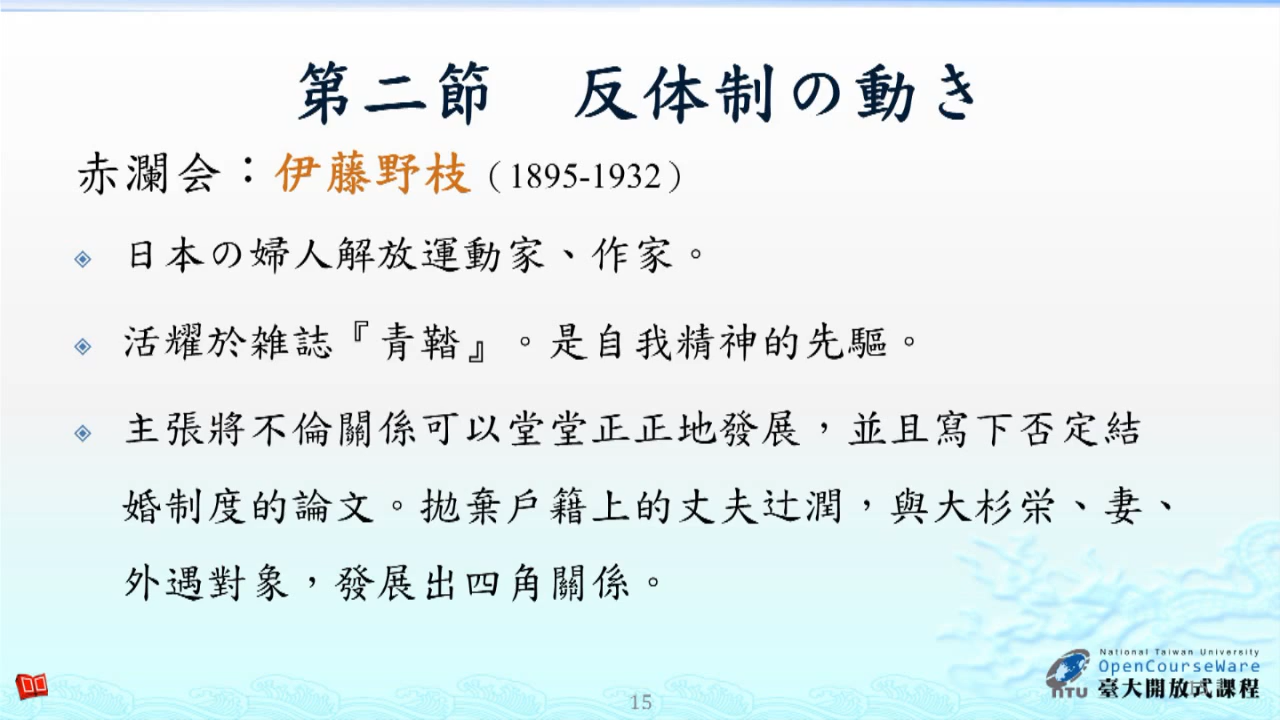 第二節　反体制の動き
赤瀾会：伊藤野枝（1895-1932）
日本の婦人解放運動家、作家。
活耀於雑誌『青鞜』。是自我精神的先驅。
主張將不倫關係可以堂堂正正地發展，並且寫下否定結
婚制度的論文。拋棄戶籍上的丈夫辻潤，與大杉栄、妻、
外遇對象，發展出四角關係。
National Taiwan University
OpenCourseWare
NTU 臺大開放式課程
15